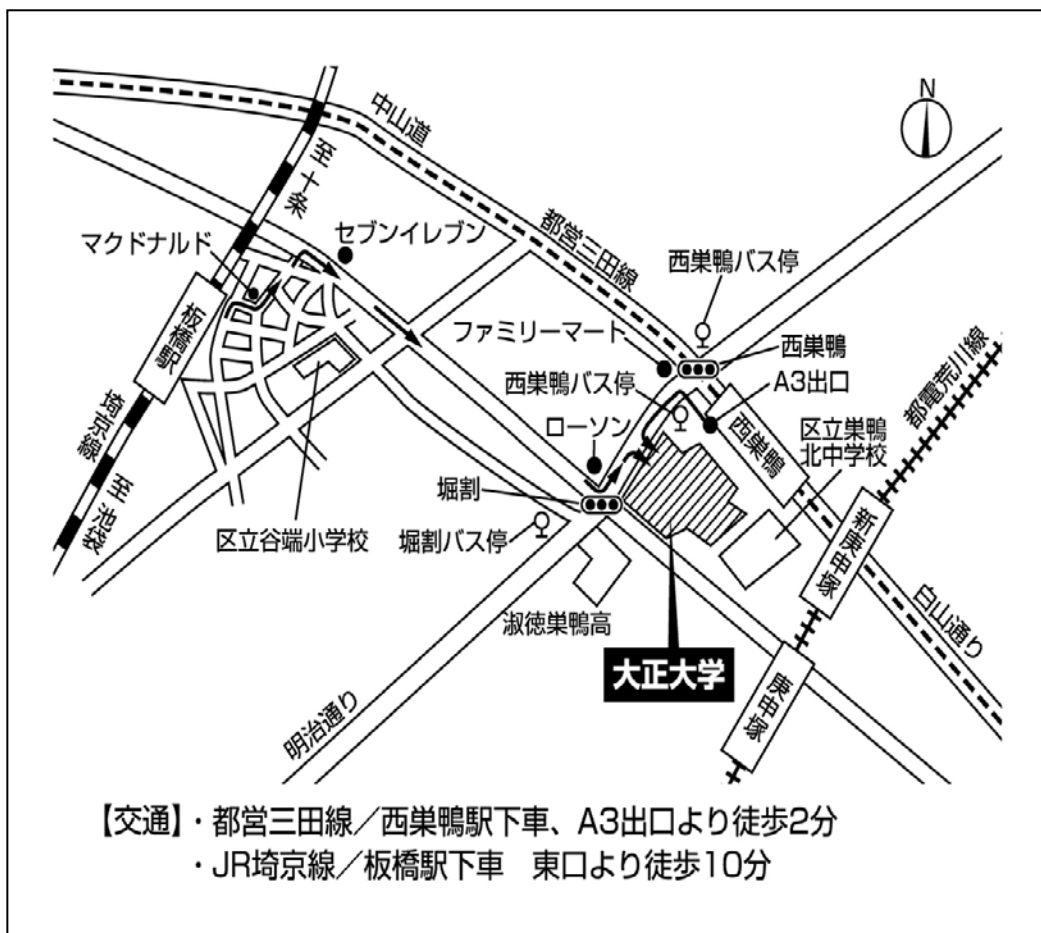 N
中山道
至 十条
都営三田線
セブンイレブン
マクドナルド
西巣鴨バス停
板橋駅
ファミリーマート
西巣鴨
A3出口
都電荒川線
西巣鴨バス停
西巣鴨
区立巣鴨
北中学校
ローソン
埼京線
至 池袋
堀割
区立谷端小学校
堀割バス停
新庚申塚
淑徳巣鴨高
白山通り
大正大学
庚申塚
明治通り
【交通】・都営三田線／西巣鴨駅下車、A3出口より徒歩2分
・JR埼京線／板橋駅下車　東口より徒歩10分